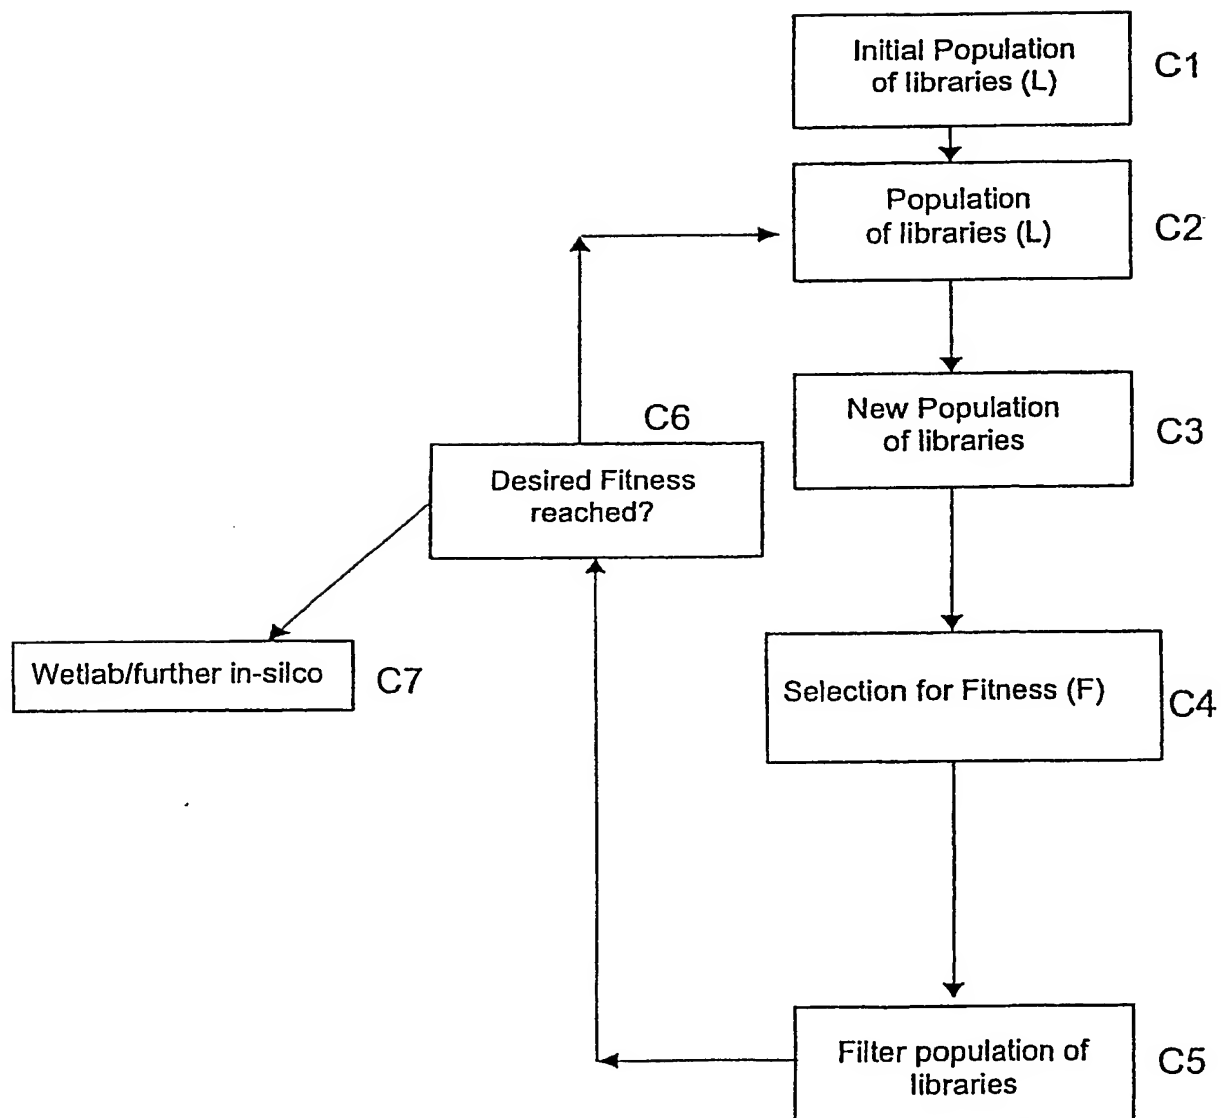 Initial Population
of libraries (L)
C1
Population
of libraries (L)
C2
New Population
of libraries
C3
C6
Desired Fitness
reached?
Wetlab/further in-silco
C7
Selection for Fitness (F)
C4
Filter population of
libraries
C5